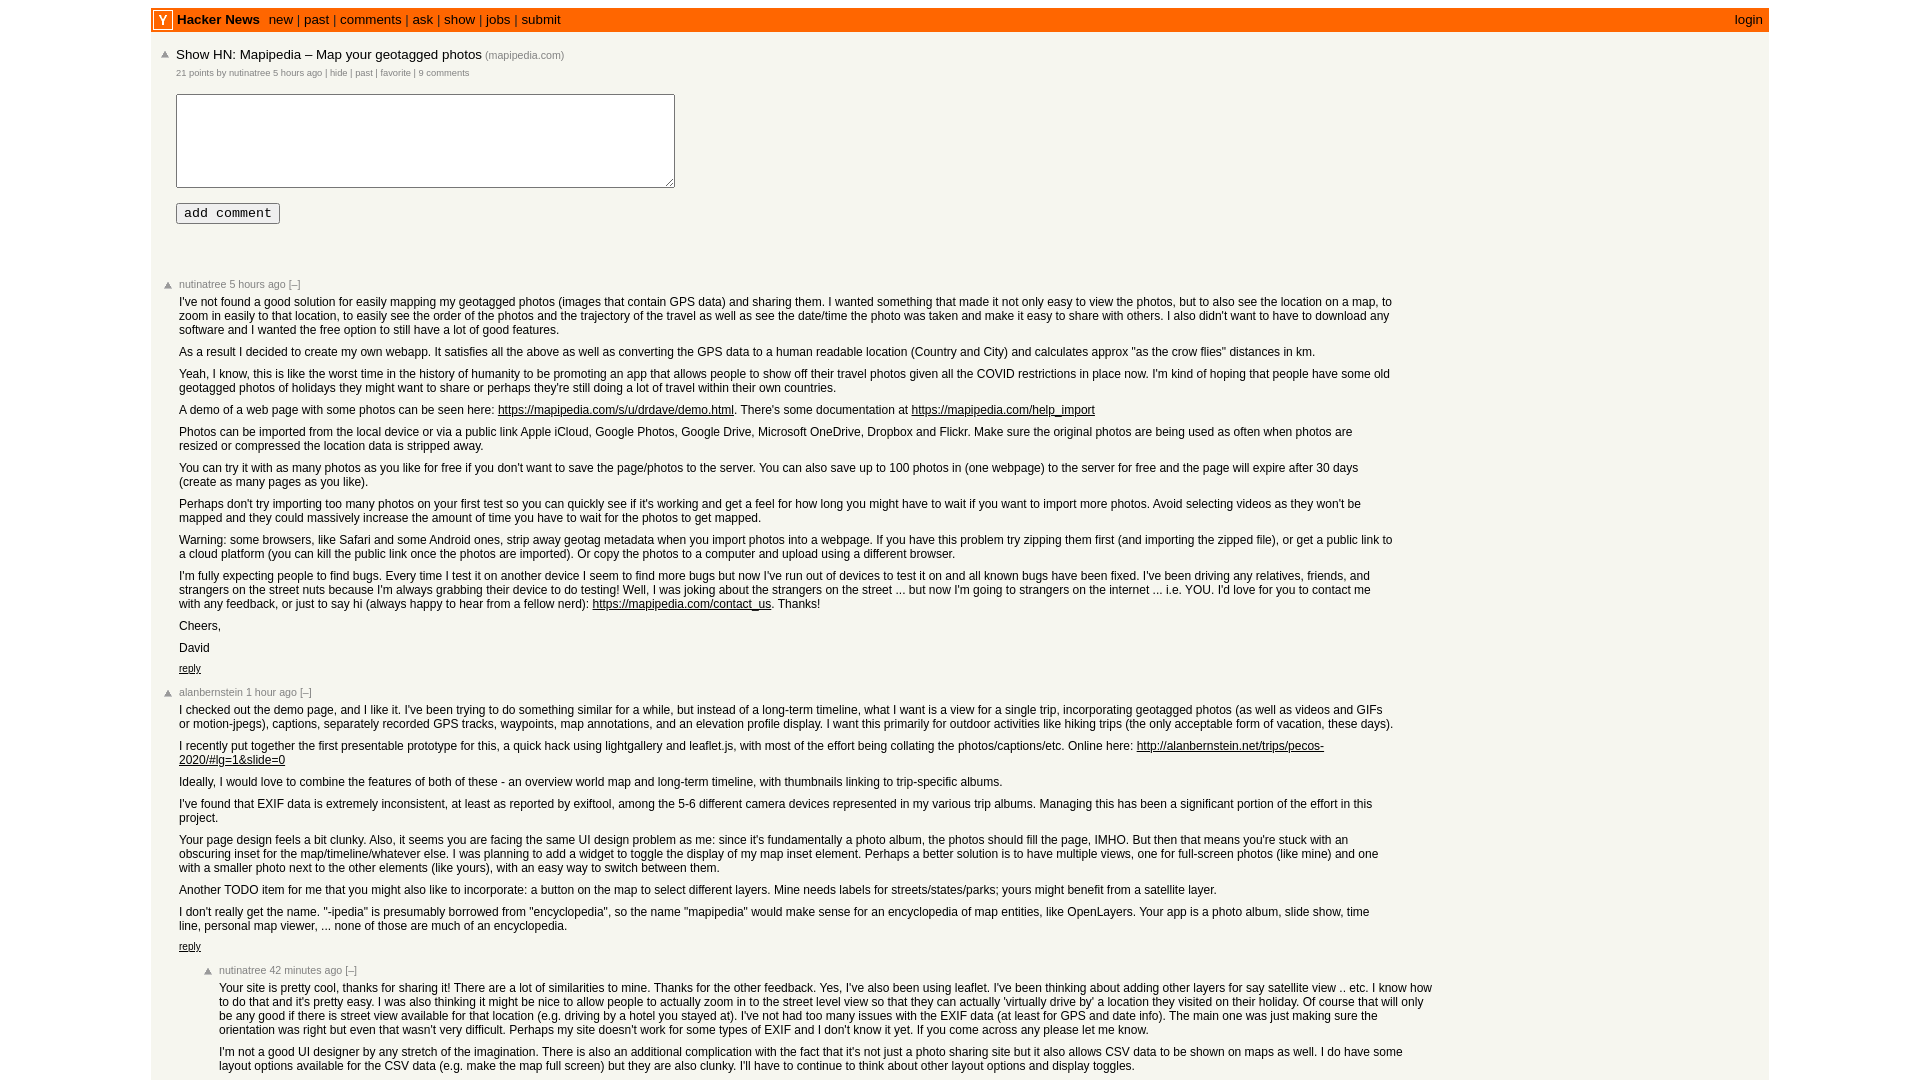 Y Hacker News new | past | comments | ask | show | jobs | submit login
Show HN: Mapipedia – Map your geotagged photos (mapipedia.com)
21 points by nutinatree 5 hours ago | hide | past | favorite | 9 comments
add comment
nutinatree 5 hours ago [–]
I've not found a good solution for easily mapping my geotagged photos (images that contain GPS data) and sharing them. I wanted something that made it not only easy to view the photos, but to also see the location on a map, to
zoom in easily to that location, to easily see the order of the photos and the trajectory of the travel as well as see the date/time the photo was taken and make it easy to share with others. I also didn't want to have to download any
software and I wanted the free option to still have a lot of good features.
As a result I decided to create my own webapp. It satisfies all the above as well as converting the GPS data to a human readable location (Country and City) and calculates approx "as the crow flies" distances in km.
Yeah, I know, this is like the worst time in the history of humanity to be promoting an app that allows people to show off their travel photos given all the COVID restrictions in place now. I'm kind of hoping that people have some old
geotagged photos of holidays they might want to share or perhaps they're still doing a lot of travel within their own countries.
A demo of a web page with some photos can be seen here: https://mapipedia.com/s/u/drdave/demo.html. There's some documentation at https://mapipedia.com/help_import
Photos can be imported from the local device or via a public link Apple iCloud, Google Photos, Google Drive, Microsoft OneDrive, Dropbox and Flickr. Make sure the original photos are being used as often when photos are
resized or compressed the location data is stripped away.
You can try it with as many photos as you like for free if you don't want to save the page/photos to the server. You can also save up to 100 photos in (one webpage) to the server for free and the page will expire after 30 days
(create as many pages as you like).
Perhaps don't try importing too many photos on your first test so you can quickly see if it's working and get a feel for how long you might have to wait if you want to import more photos. Avoid selecting videos as they won't be
mapped and they could massively increase the amount of time you have to wait for the photos to get mapped.
Warning: some browsers, like Safari and some Android ones, strip away geotag metadata when you import photos into a webpage. If you have this problem try zipping them first (and importing the zipped file), or get a public link to
a cloud platform (you can kill the public link once the photos are imported). Or copy the photos to a computer and upload using a different browser.
I'm fully expecting people to find bugs. Every time I test it on another device I seem to find more bugs but now I've run out of devices to test it on and all known bugs have been fixed. I've been driving any relatives, friends, and
strangers on the street nuts because I'm always grabbing their device to do testing! Well, I was joking about the strangers on the street ... but now I'm going to strangers on the internet ... i.e. YOU. I'd love for you to contact me
with any feedback, or just to say hi (always happy to hear from a fellow nerd): https://mapipedia.com/contact_us. Thanks!
Cheers,
David
reply
alanbernstein 1 hour ago [–]
I checked out the demo page, and I like it. I've been trying to do something similar for a while, but instead of a long-term timeline, what I want is a view for a single trip, incorporating geotagged photos (as well as videos and GIFs
or motion-jpegs), captions, separately recorded GPS tracks, waypoints, map annotations, and an elevation profile display. I want this primarily for outdoor activities like hiking trips (the only acceptable form of vacation, these days).
I recently put together the first presentable prototype for this, a quick hack using lightgallery and leaflet.js, with most of the effort being collating the photos/captions/etc. Online here: http://alanbernstein.net/trips/pecos-
2020/#lg=1&slide=0
Ideally, I would love to combine the features of both of these - an overview world map and long-term timeline, with thumbnails linking to trip-specific albums.
I've found that EXIF data is extremely inconsistent, at least as reported by exiftool, among the 5-6 different camera devices represented in my various trip albums. Managing this has been a significant portion of the effort in this
project.
Your page design feels a bit clunky. Also, it seems you are facing the same UI design problem as me: since it's fundamentally a photo album, the photos should fill the page, IMHO. But then that means you're stuck with an
obscuring inset for the map/timeline/whatever else. I was planning to add a widget to toggle the display of my map inset element. Perhaps a better solution is to have multiple views, one for full-screen photos (like mine) and one
with a smaller photo next to the other elements (like yours), with an easy way to switch between them.
Another TODO item for me that you might also like to incorporate: a button on the map to select different layers. Mine needs labels for streets/states/parks; yours might benefit from a satellite layer.
I don't really get the name. "-ipedia" is presumably borrowed from "encyclopedia", so the name "mapipedia" would make sense for an encyclopedia of map entities, like OpenLayers. Your app is a photo album, slide show, time
line, personal map viewer, ... none of those are much of an encyclopedia.
reply
nutinatree 42 minutes ago [–]
Your site is pretty cool, thanks for sharing it! There are a lot of similarities to mine. Thanks for the other feedback. Yes, I've also been using leaflet. I've been thinking about adding other layers for say satellite view .. etc. I know how
to do that and it's pretty easy. I was also thinking it might be nice to allow people to actually zoom in to the street level view so that they can actually 'virtually drive by' a location they visited on their holiday. Of course that will only
be any good if there is street view available for that location (e.g. driving by a hotel you stayed at). I've not had too many issues with the EXIF data (at least for GPS and date info). The main one was just making sure the
orientation was right but even that wasn't very difficult. Perhaps my site doesn't work for some types of EXIF and I don't know it yet. If you come across any please let me know.
I'm not a good UI designer by any stretch of the imagination. There is also an additional complication with the fact that it's not just a photo sharing site but it also allows CSV data to be shown on maps as well. I do have some
layout options available for the CSV data (e.g. make the map full screen) but they are also clunky. I'll have to continue to think about other layout options and display toggles.